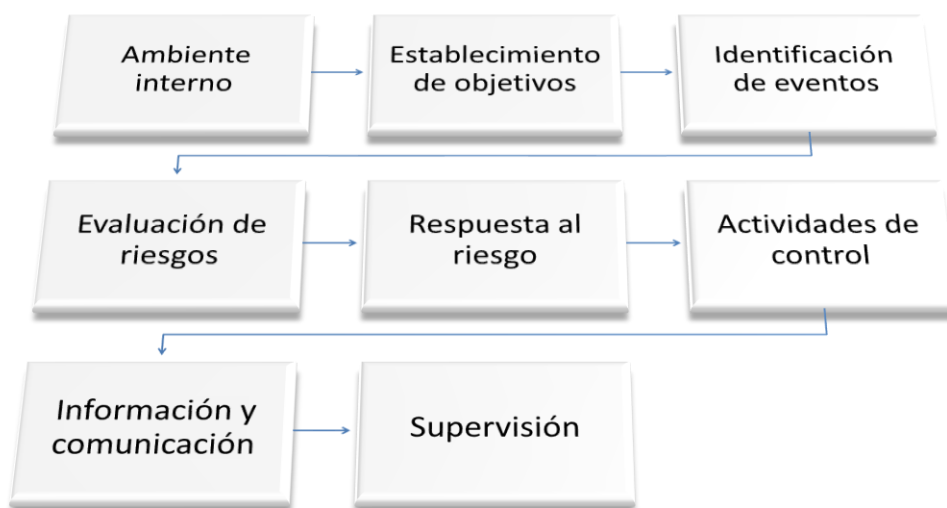 Ambiente
interno
Establecimiento
de objetivos
Identificación
de eventos
Evaluación de
riesgos
Respuesta al
riesgo
Actividades de
control
Información y
comunicación
Supervisión